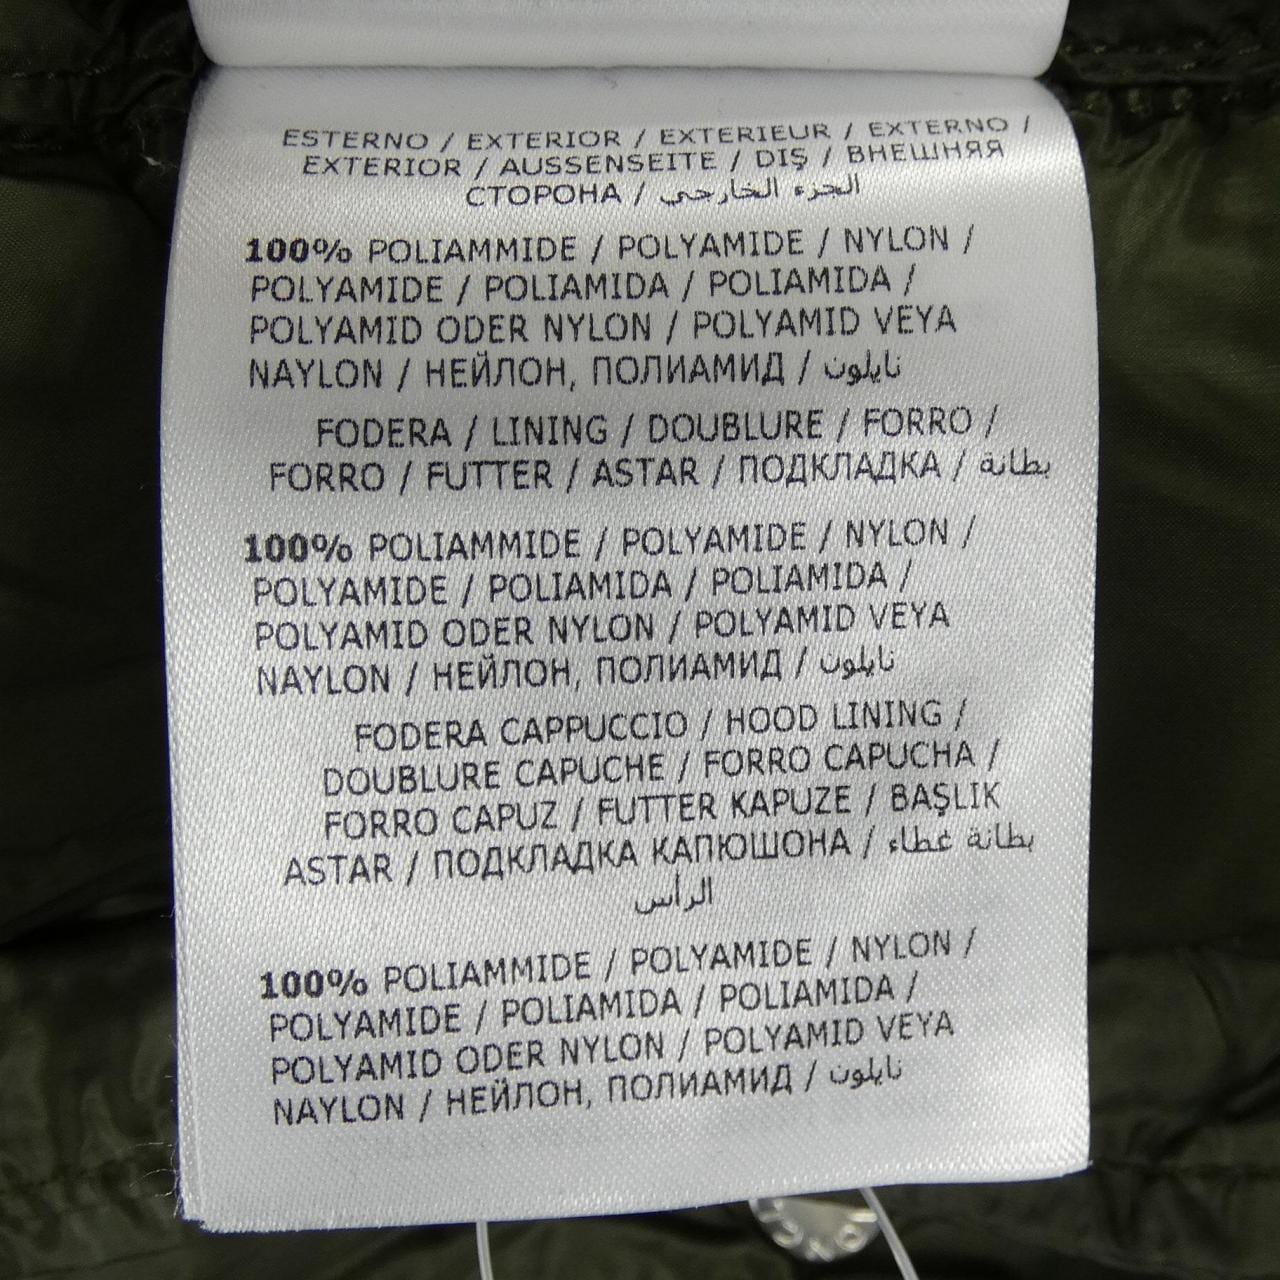 ESTERNO / EXTERIOR / EXTERIEUR / EXTERNO /
EXTERIOR / AUSSENSEITE / DIŞ / ВНЕШНЯЯ
СТОРОНА / الجزء الخارجي
100% POLIAMMIDE / POLYAMIDE / NYLON /
POLYAMIDE / POLIAMIDA / POLIAMIDA /
POLYAMID ODER NYLON / POLYAMID VEYA
NAYLON / НЕЙЛОН, ПОЛИАМИД / نايلون
FODERA / LINING / DOUBLURE / FORRO /
FORRO / FUTTER / ASTAR / ПОДКЛАДКА / بطانة
100% POLIAMMIDE / POLYAMIDE / NYLON /
POLYAMIDE / POLIAMIDA / POLIAMIDA /
POLYAMID ODER NYLON / POLYAMID VEYA
NAYLON / НЕЙЛОН, ПОЛИАМИД / نايلون
FODERA CAPPUCCIO / HOOD LINING /
DOUBLURE CAPUCHE / FORRO CAPUCHA /
FORRO CAPUZ / FUTTER KAPUZE / BAŞLIK
ASTAR / ПОДКЛАДКА КАПЮШОНА / بطانة غطاء
الرأس
100% POLIAMMIDE / POLYAMIDE / NYLON /
POLYAMIDE / POLIAMIDA / POLIAMIDA /
POLYAMID ODER NYLON / POLYAMID VEYA
NAYLON / НЕЙЛОН, ПОЛИАМИД / نايلون